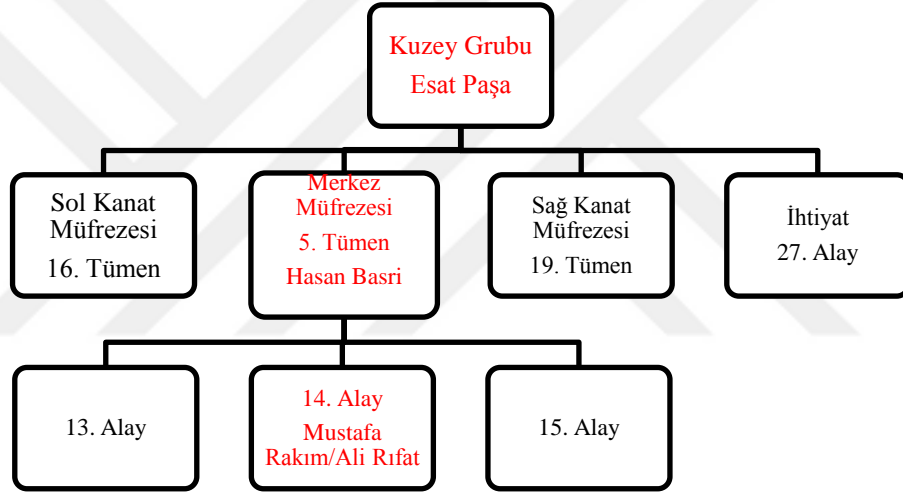 Kuzey Grubu
Esat Paşa
Sol Kanat
Müfrezesi
16. Tümen
Merkez
Müfrezesi
5. Tümen
Hasan Basri
Sağ Kanat
Müfrezesi
19. Tümen
İhtiyat
27. Alay
13. Alay
14. Alay
Mustafa
Rakım/Ali Rıfat
15. Alay